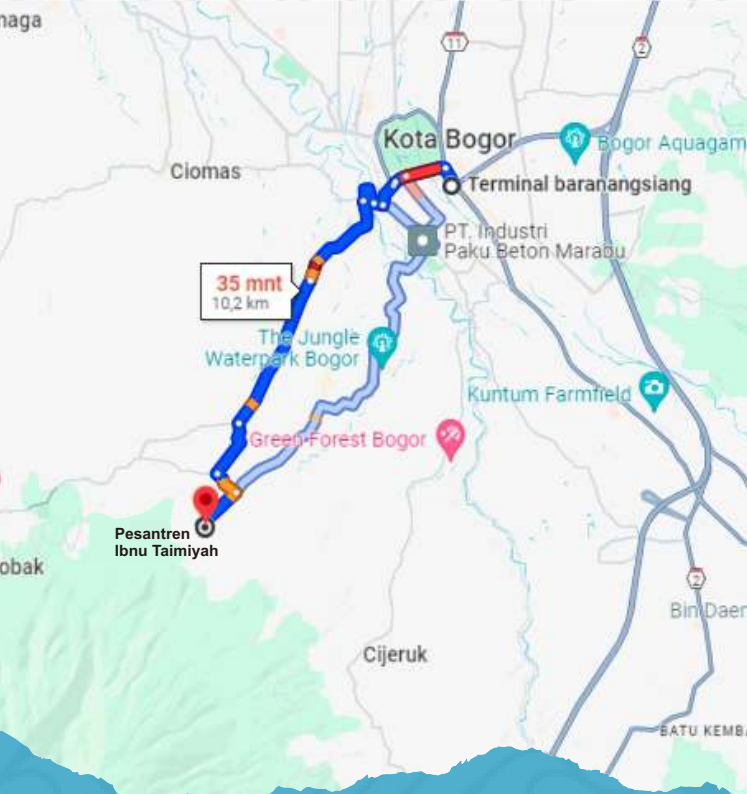 naga
11
2
Kota Bogor
Bogor Aquagam
Ciomas
Terminal baranangsiang
PT. Industri
Paku Beton Marabu
35 mnt
10,2 km
The Jungle
Waterpark Bogor
Kuntum Farmfield
Green Forest Bogor
Pesantren
Ibnu Taimiyah
obak
2
Bin Daer
Cijeruk
BATU KEMBA